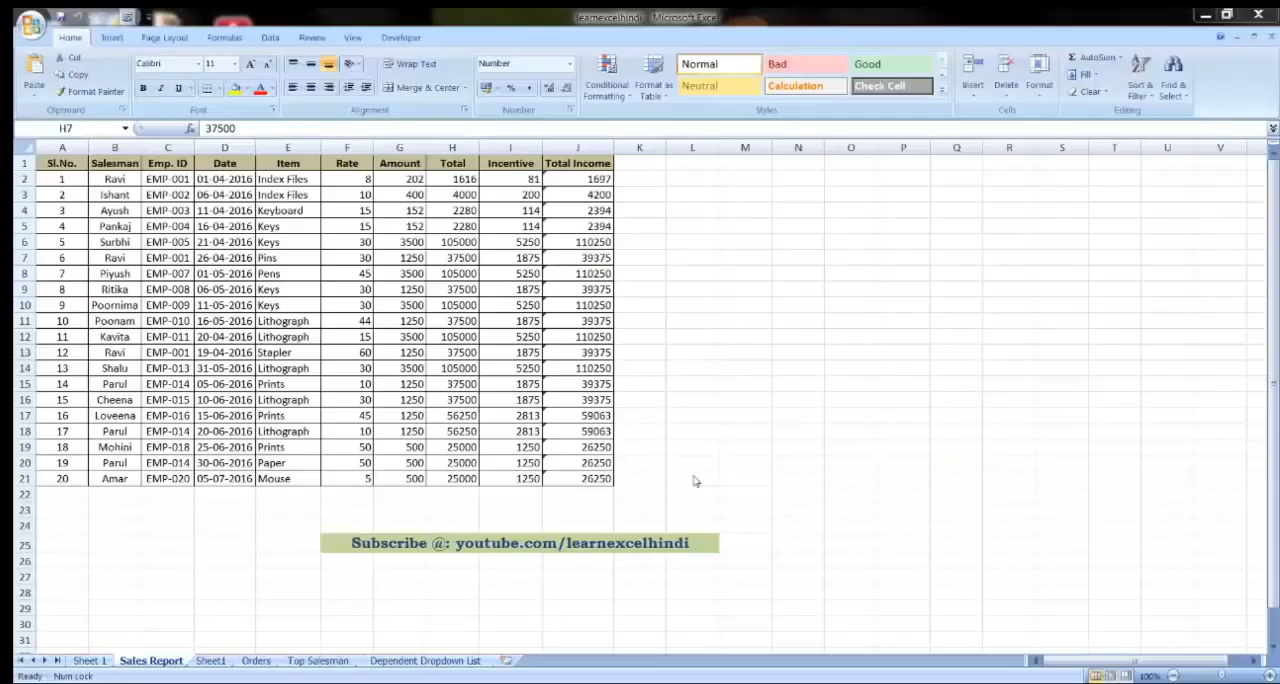 learnexcelhindi - Microsoft Excel
Home Insert Page Layout Formulas Data Review View Developer
Paste
Cut
Copy
Format Painter
Calibri 11
B I U
Wrap Text
Merge & Center
Number
Conditional Formatting
Format as Table
Normal Bad Good
Neutral Calculation Check Cell
Insert Delete Format
Σ AutoSum
Fill
Clear
Sort & Filter
Find & Select
Clipboard Font Alignment Number Styles Cells Editing
H7 fx 37500
A B C D E F G H I J K L M N O P Q R S T U V
1 Sl.No. Salesman Emp. ID Date Item Rate Amount Total Incentive Total Income
2 1 Ravi EMP-001 01-04-2016 Index Files 8 202 1616 81 1697
3 2 Ishant EMP-002 06-04-2016 Index Files 10 400 4000 200 4200
4 3 Ayush EMP-003 11-04-2016 Keyboard 15 152 2280 114 2394
5 4 Pankaj EMP-004 16-04-2016 Keys 15 152 2280 114 2394
6 5 Surbhi EMP-005 21-04-2016 Keys 30 3500 105000 5250 110250
7 6 Ravi EMP-001 26-04-2016 Pins 30 1250 37500 1875 39375
8 7 Piyush EMP-007 01-05-2016 Pens 45 3500 105000 5250 110250
9 8 Ritika EMP-008 06-05-2016 Keys 30 1250 37500 1875 39375
10 9 Poornima EMP-009 11-05-2016 Keys 30 3500 105000 5250 110250
11 10 Poonam EMP-010 16-05-2016 Lithograph 44 1250 37500 1875 39375
12 11 Kavita EMP-011 20-04-2016 Lithograph 15 3500 105000 5250 110250
13 12 Ravi EMP-001 19-04-2016 Stapler 60 1250 37500 1875 39375
14 13 Shalu EMP-013 31-05-2016 Lithograph 30 3500 105000 5250 110250
15 14 Parul EMP-014 05-06-2016 Prints 10 1250 37500 1875 39375
16 15 Cheena EMP-015 10-06-2016 Lithograph 30 1250 37500 1875 39375
17 16 Loveena EMP-016 15-06-2016 Prints 45 1250 56250 2813 59063
18 17 Parul EMP-014 20-06-2016 Lithograph 10 1250 56250 2813 59063
19 18 Mohini EMP-018 25-06-2016 Prints 50 500 25000 1250 26250
20 19 Parul EMP-014 30-06-2016 Paper 50 500 25000 1250 26250
21 20 Amar EMP-020 05-07-2016 Mouse 5 500 25000 1250 26250
22
23
24
25 Subscribe @: youtube.com/learnexcelhindi
26
27
28
29
30
31
Sheet 1 Sales Report Sheet1 Orders Top Salesman Dependent Dropdown List
Ready Num Lock 100%